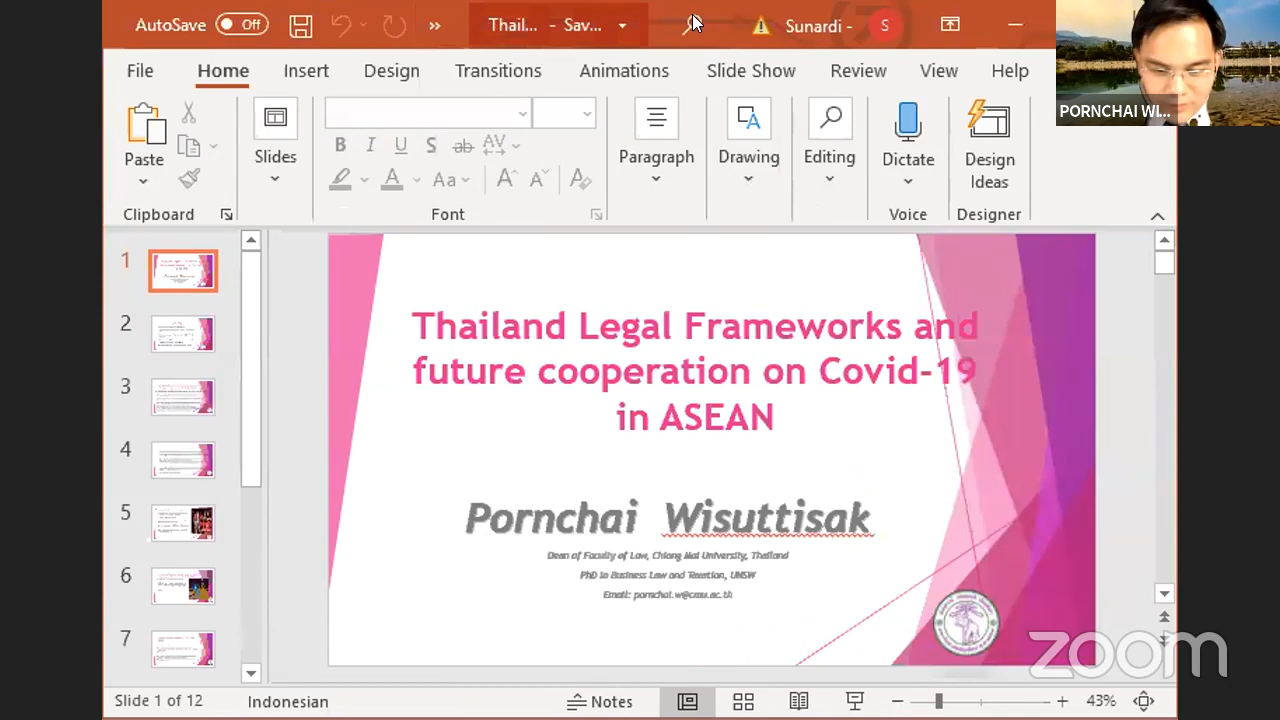 AutoSave Off
Thail... - Sav...
Sunardi -
S
File Home Insert Design Transitions Animations Slide Show Review View Help
PORNCHAI WI...
Paste
Slides
B I U S ab AV
A Aa A A A
Paragraph
Drawing
Editing
Dictate
Design
Ideas
Clipboard
Font
Voice
Designer
1
2
3
4
5
6
7
Thailand Legal Frameworks and
future cooperation on Covid-19
in ASEAN
Pornchai Wisuttisak
Dean of Faculty of Law, Chiang Mai University, Thailand
PhD in Business Law and Taxation, UNSW
Email: pornchai.w@cmu.ac.th
zoom
Slide 1 of 12
Indonesian
Notes
43%